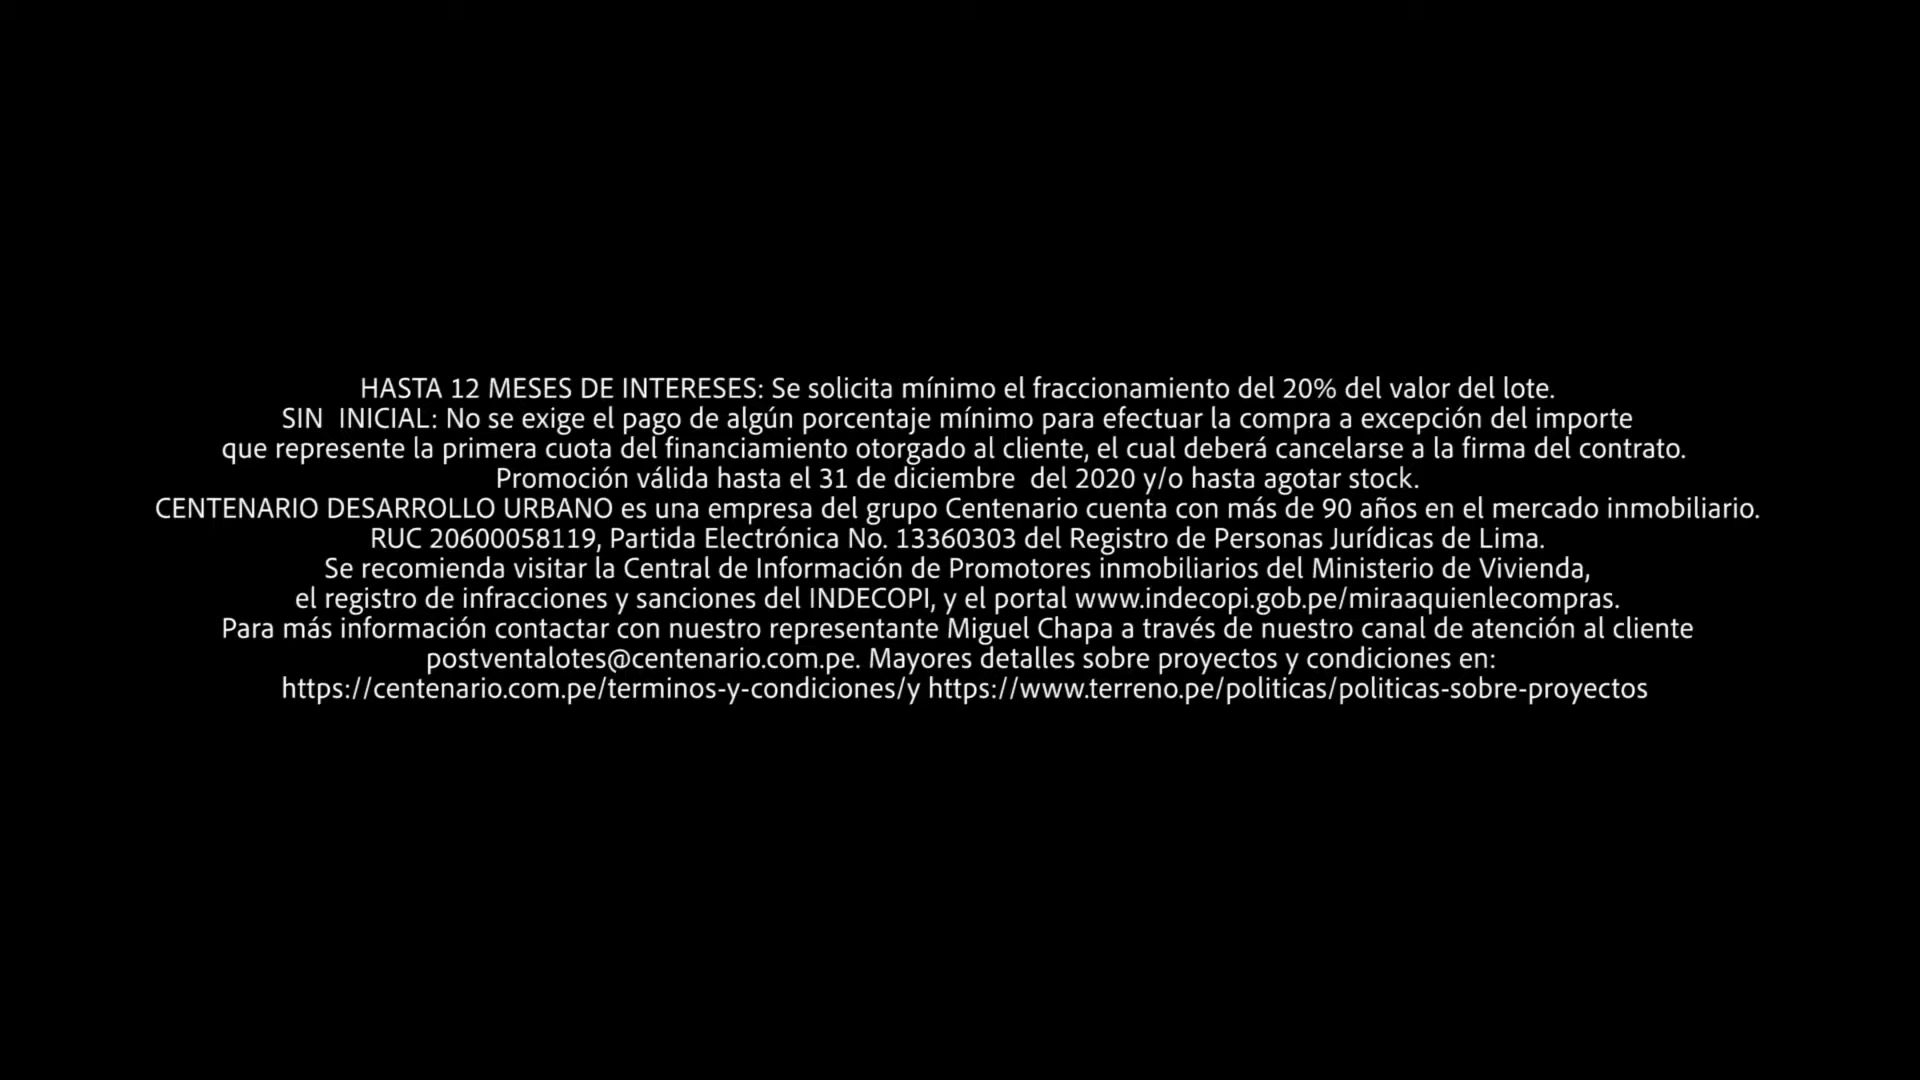 HASTA 12 MESES DE INTERESES: Se solicita mínimo el fraccionamiento del 20% del valor del lote.
SIN  INICIAL: No se exige el pago de algún porcentaje mínimo para efectuar la compra a excepción del importe
que represente la primera cuota del financiamiento otorgado al cliente, el cual deberá cancelarse a la firma del contrato.
Promoción válida hasta el 31 de diciembre  del 2020 y/o hasta agotar stock.
CENTENARIO DESARROLLO URBANO es una empresa del grupo Centenario cuenta con más de 90 años en el mercado inmobiliario.
RUC 20600058119, Partida Electrónica No. 13360303 del Registro de Personas Jurídicas de Lima.
Se recomienda visitar la Central de Información de Promotores inmobiliarios del Ministerio de Vivienda,
el registro de infracciones y sanciones del INDECOPI, y el portal www.indecopi.gob.pe/miraaquienlecompras.
Para más información contactar con nuestro representante Miguel Chapa a través de nuestro canal de atención al cliente
postventalotes@centenario.com.pe. Mayores detalles sobre proyectos y condiciones en:
https://centenario.com.pe/terminos-y-condiciones/y https://www.terreno.pe/politicas/politicas-sobre-proyectos